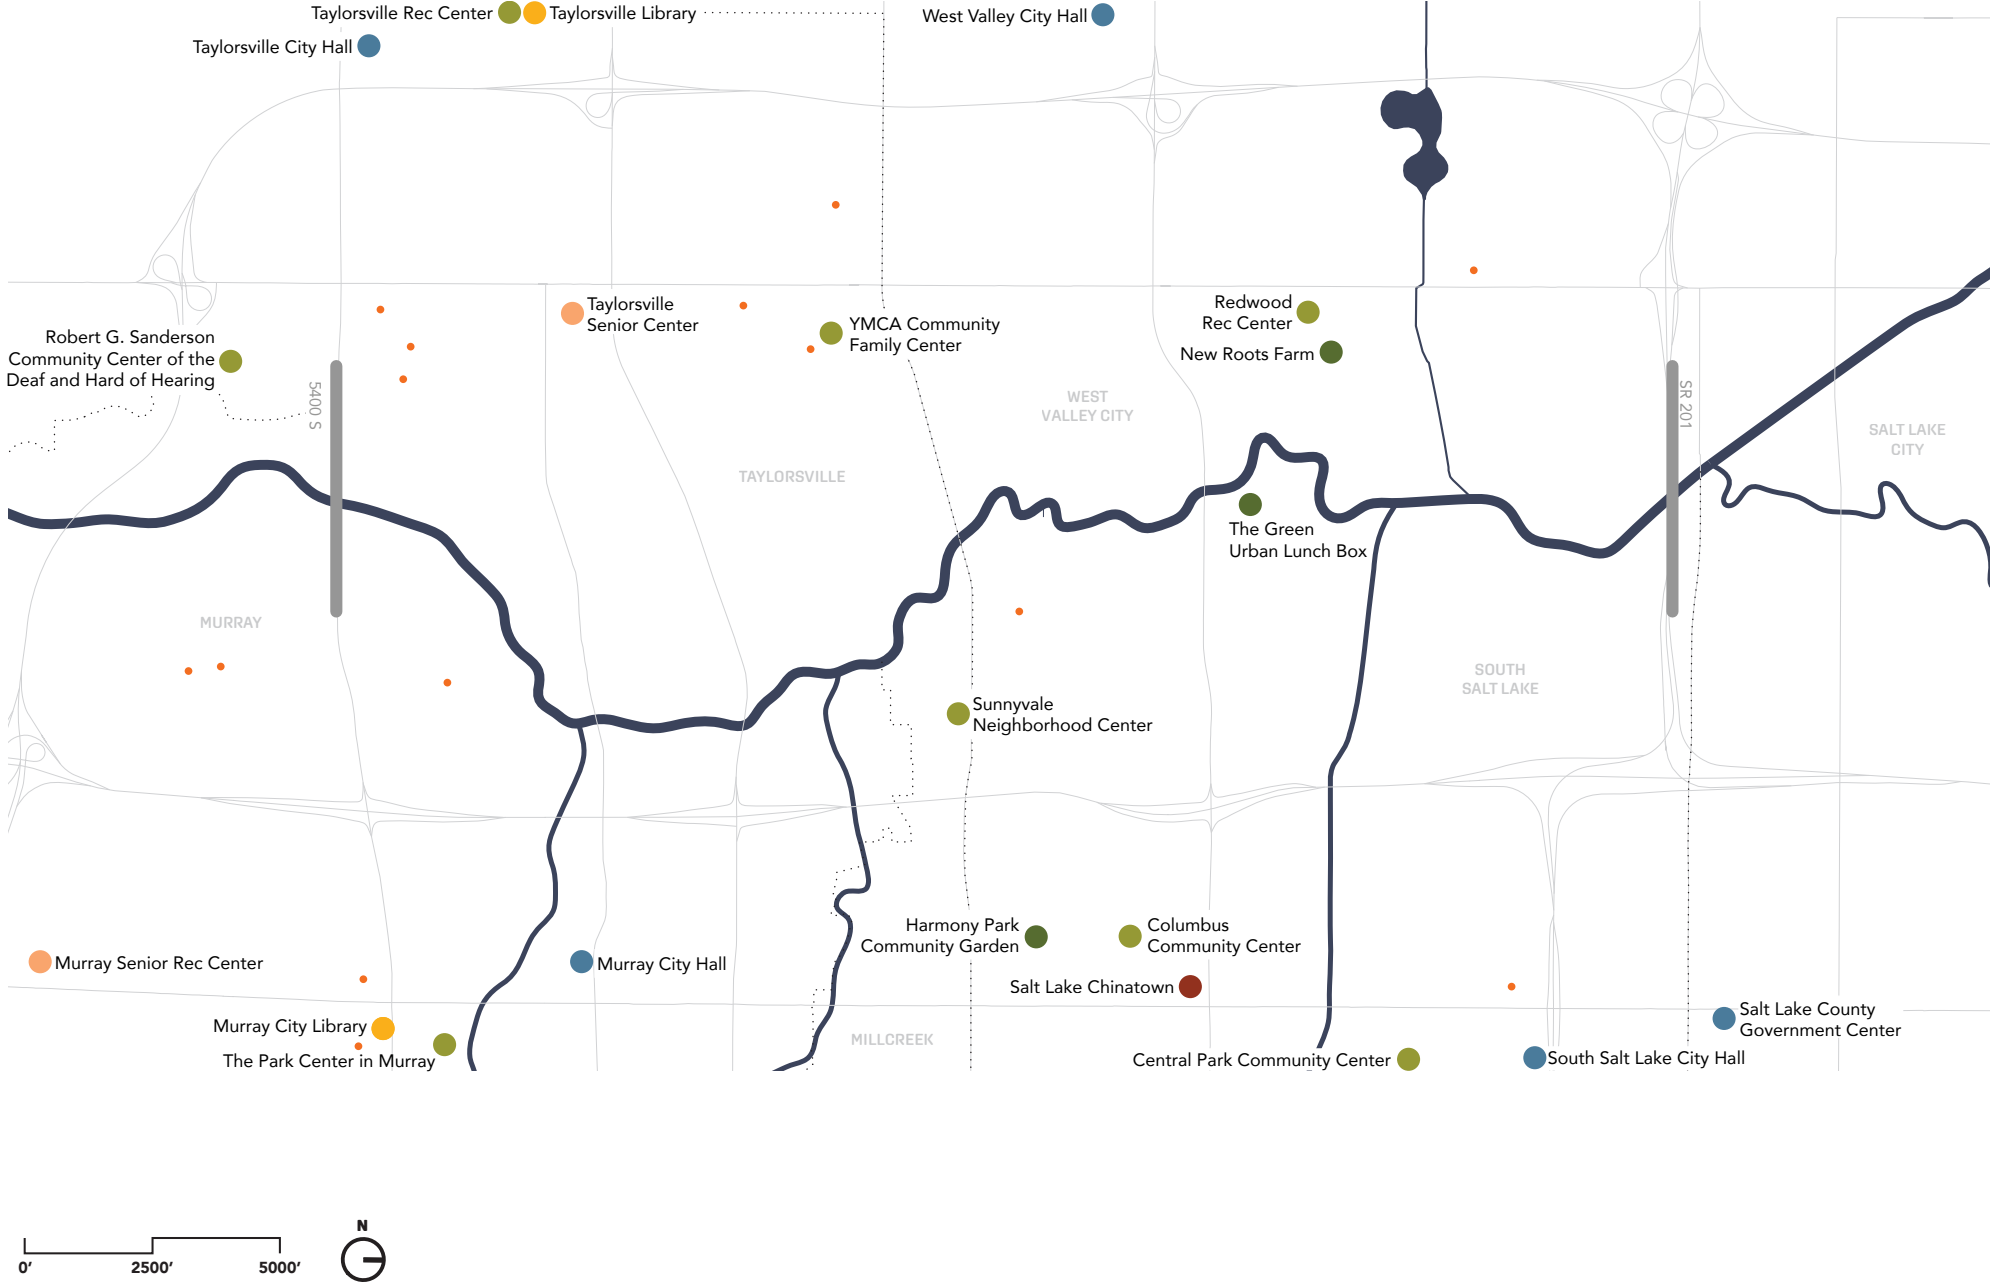 Taylorsville Rec Center
Taylorsville Library
West Valley City Hall
Taylorsville City Hall
Taylorsville
Senior Center
Redwood
Rec Center
YMCA Community
Family Center
Robert G. Sanderson
Community Center of the
Deaf and Hard of Hearing
New Roots Farm
5400 S
SR 201
WEST
VALLEY CITY
SALT LAKE
CITY
TAYLORSVILLE
The Green
Urban Lunch Box
MURRAY
SOUTH
SALT LAKE
Sunnyvale
Neighborhood Center
Harmony Park
Community Garden
Columbus
Community Center
Murray Senior Rec Center
Murray City Hall
Salt Lake Chinatown
Murray City Library
The Park Center in Murray
MILLCREEK
Salt Lake County
Government Center
Central Park Community Center
South Salt Lake City Hall
N
0’
2500’
5000’